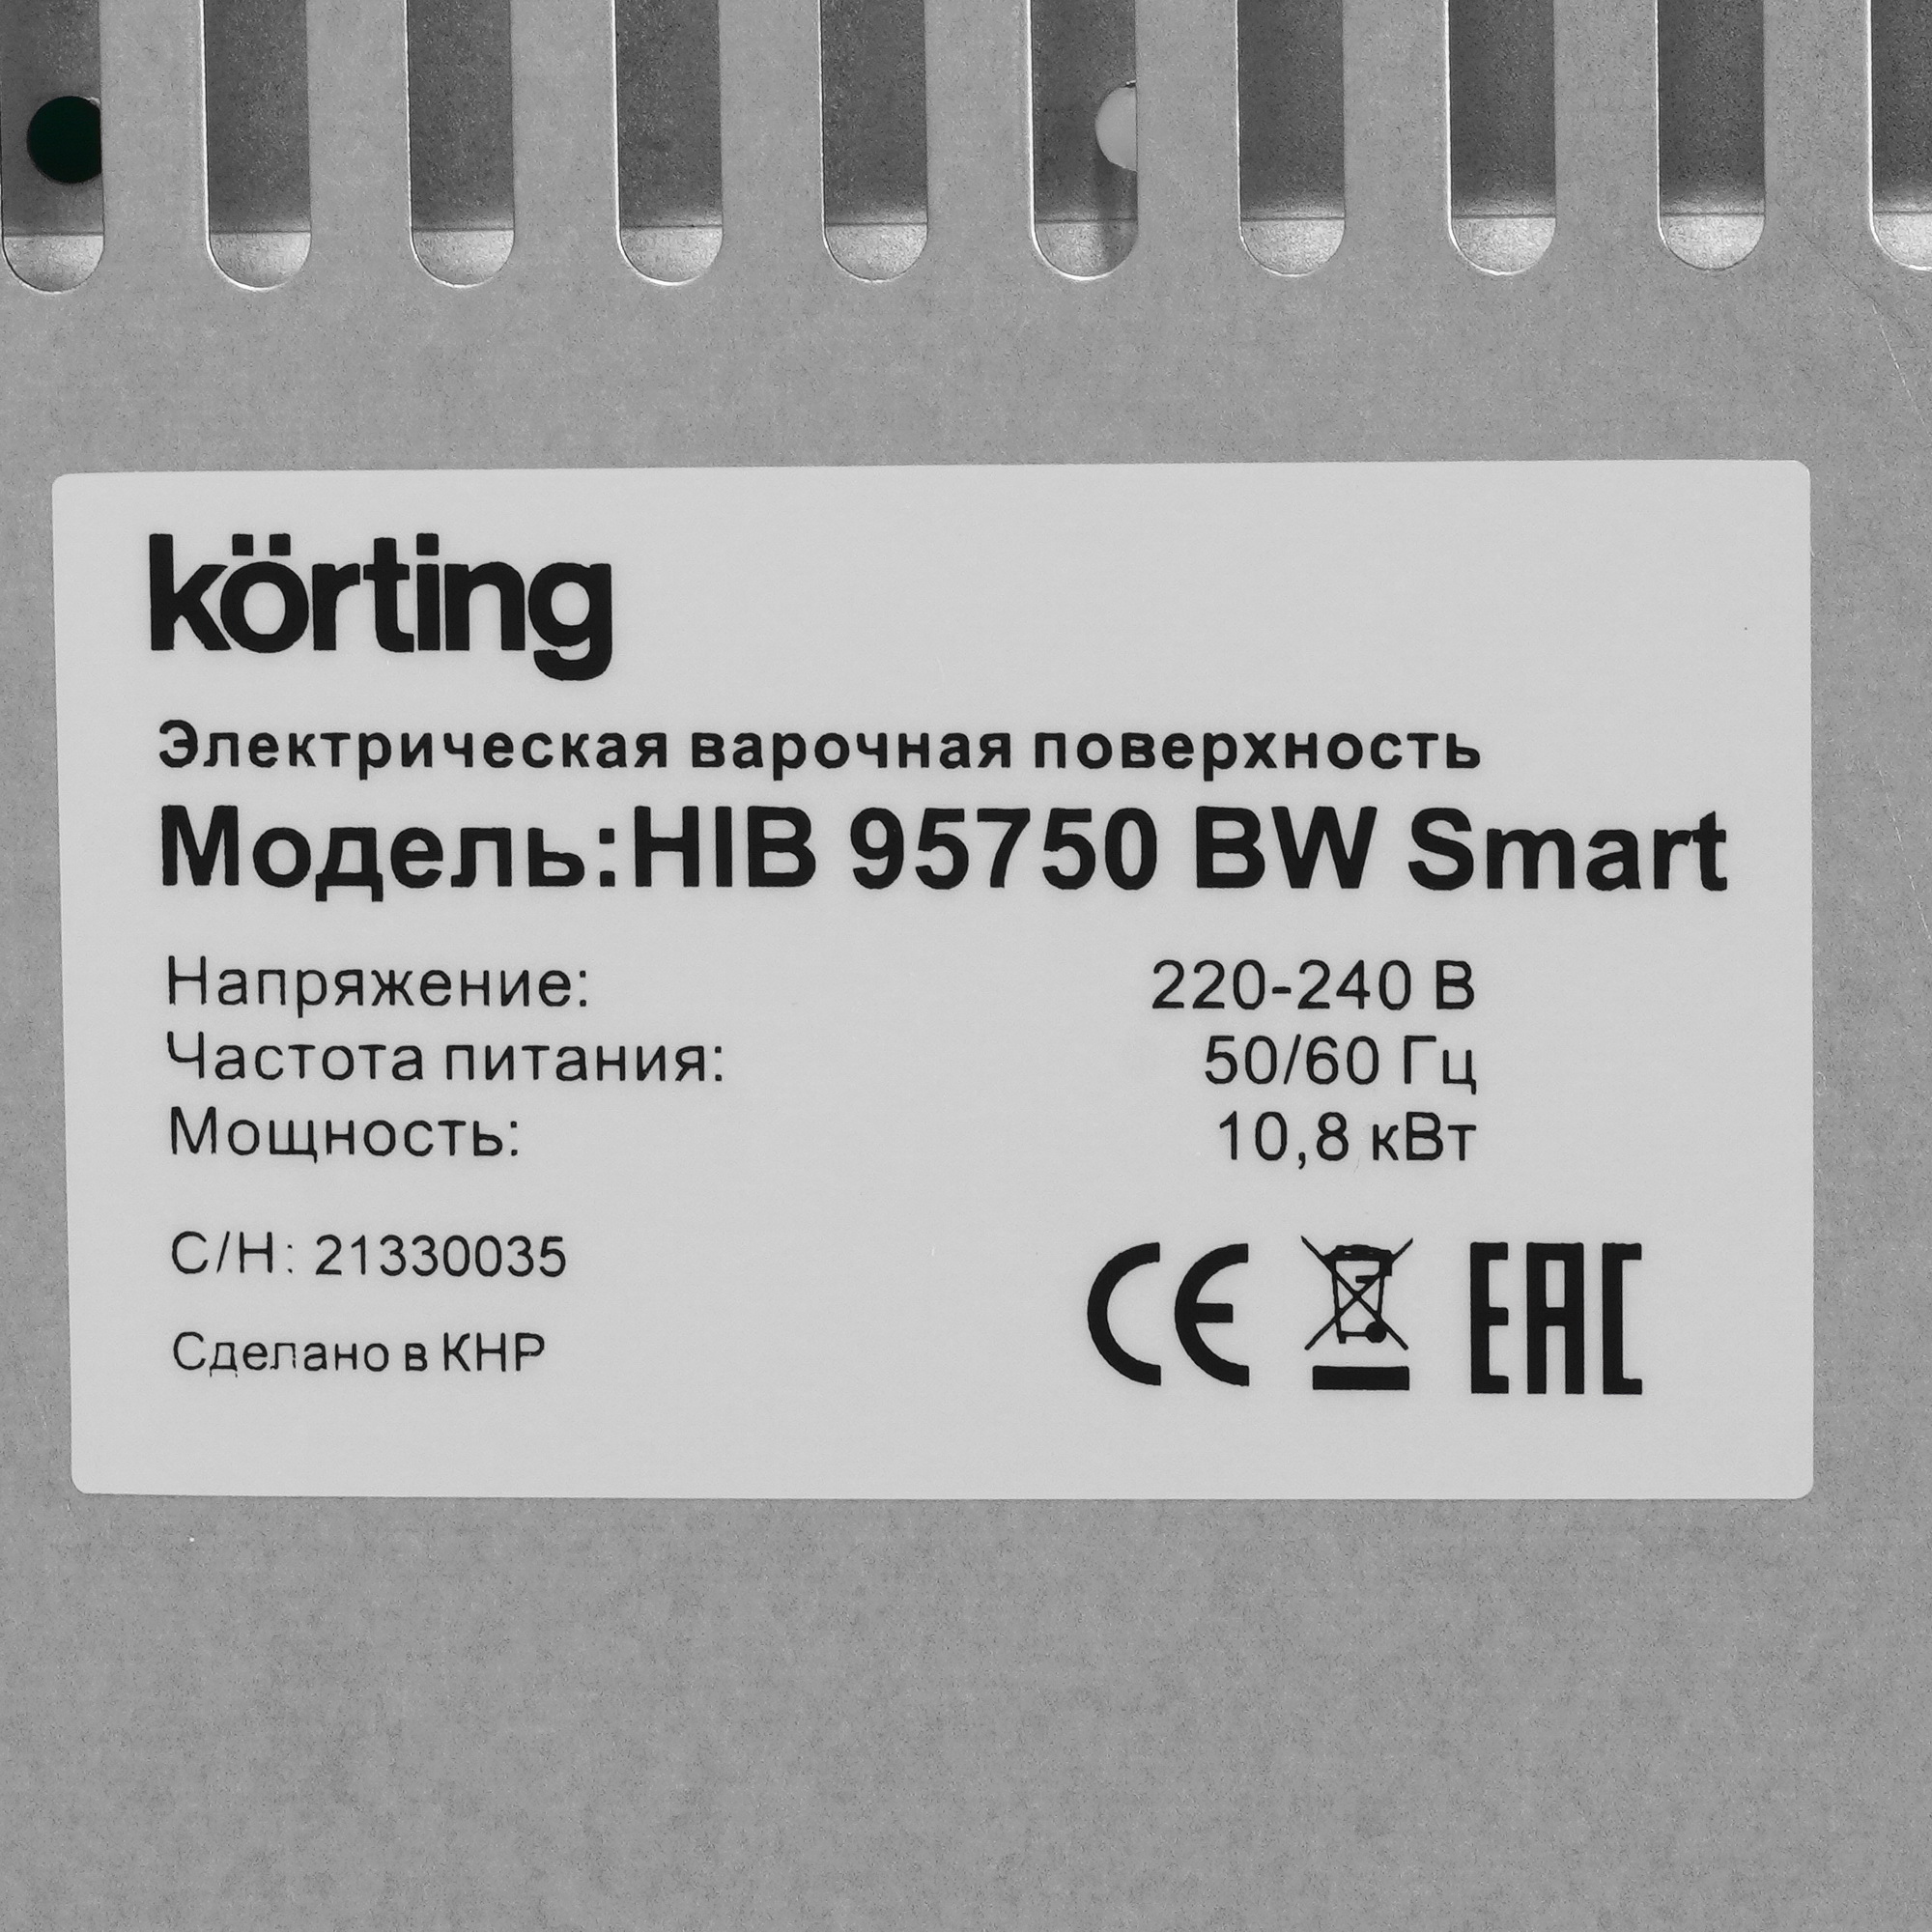 körting
Электрическая варочная поверхность
Модель:HIB 95750 BW Smart
Напряжение: 220-240 В
Частота питания: 50/60 Гц
Мощность: 10,8 кВт
С/Н: 21330035
Сделано в КНР
CE EAC